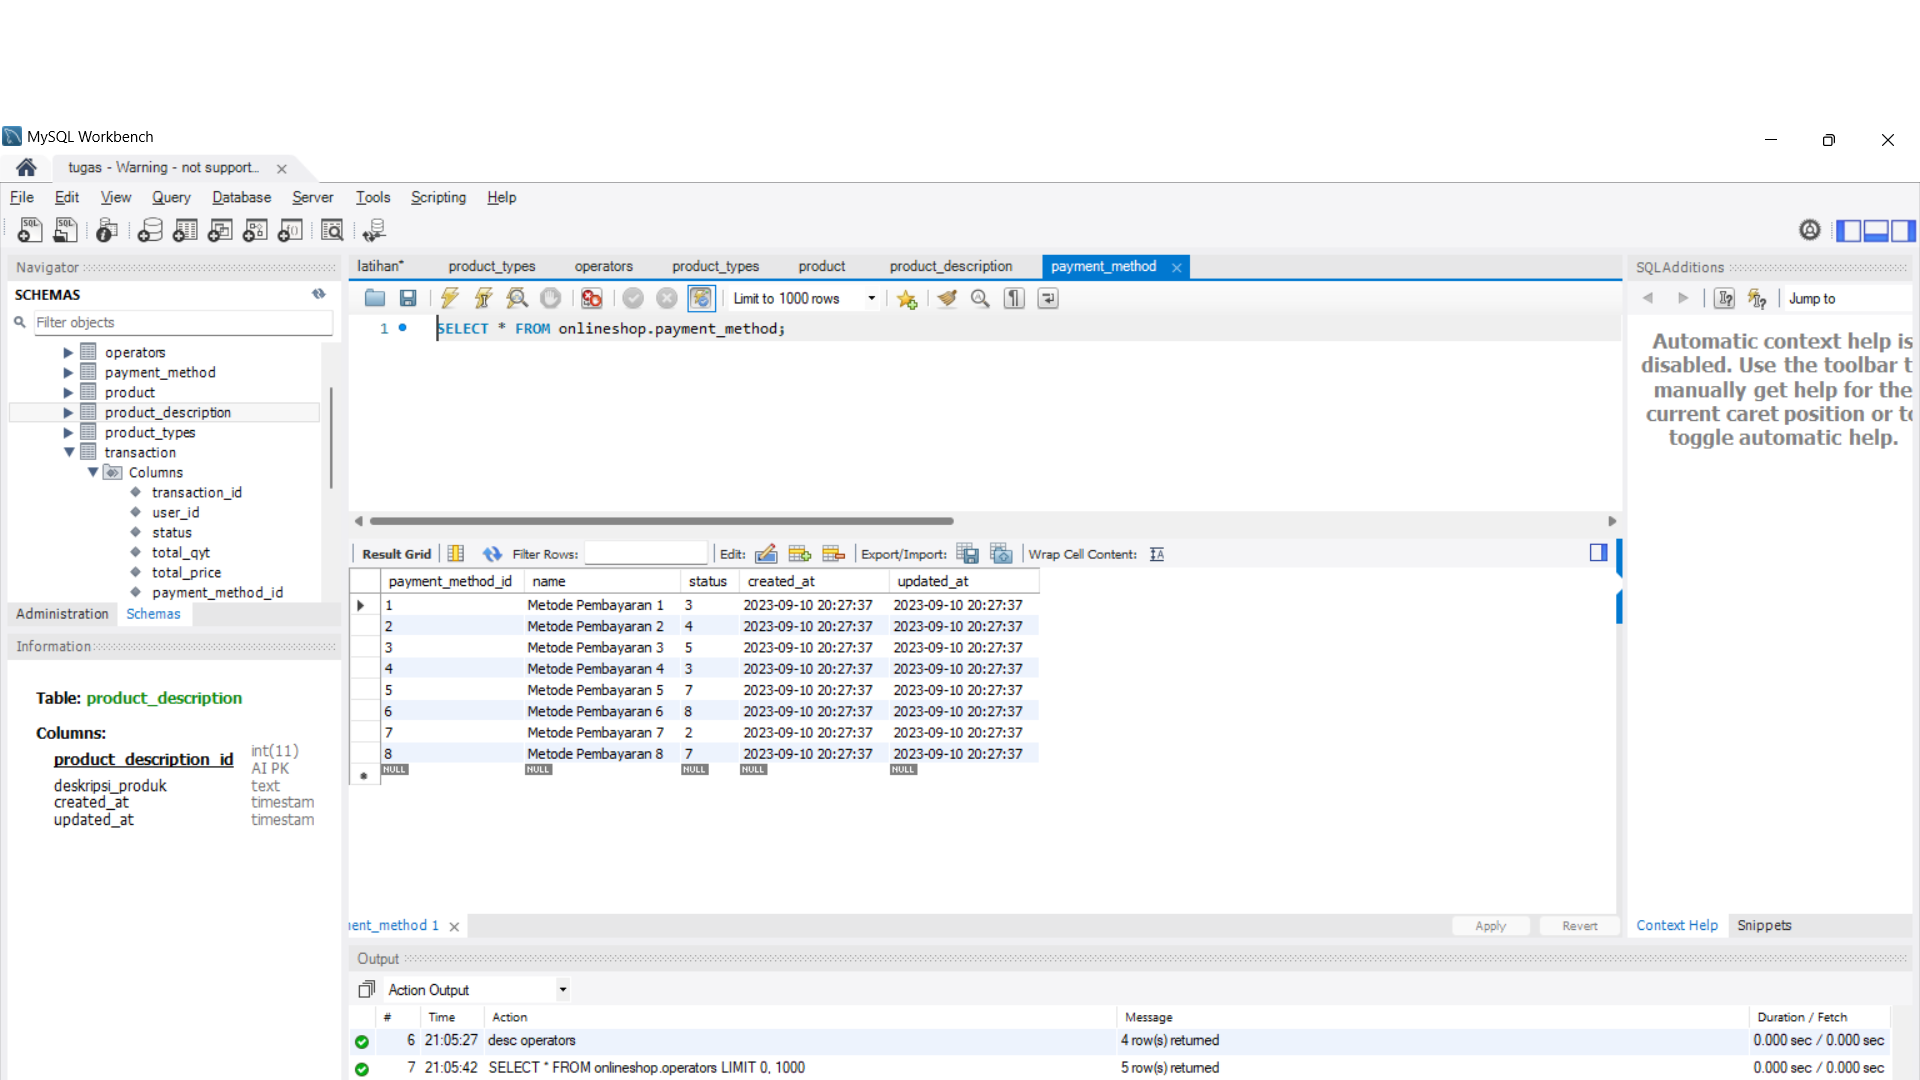 MySQL Workbench
tugas - Warning - not support...
File Edit View Query Database Server Tools Scripting Help
Navigator
SCHEMAS
Filter objects
operators
payment_method
product
product_description
product_types
transaction
Columns
transaction_id
user_id
status
total_qyt
total_price
payment_method_id
Administration Schemas
Information
Table: product_description
Columns:
product_description_id int(11) AI PK
deskripsi_produk text
created_at timestam
updated_at timestam
latihan* product_types operators product_types product product_description payment_method
Limit to 1000 rows
1 SELECT * FROM onlineshop.payment_method;
Result Grid Filter Rows: Edit: Export/Import: Wrap Cell Content:
payment_method_id name status created_at updated_at
1 Metode Pembayaran 1 3 2023-09-10 20:27:37 2023-09-10 20:27:37
2 Metode Pembayaran 2 4 2023-09-10 20:27:37 2023-09-10 20:27:37
3 Metode Pembayaran 3 5 2023-09-10 20:27:37 2023-09-10 20:27:37
4 Metode Pembayaran 4 3 2023-09-10 20:27:37 2023-09-10 20:27:37
5 Metode Pembayaran 5 7 2023-09-10 20:27:37 2023-09-10 20:27:37
6 Metode Pembayaran 6 8 2023-09-10 20:27:37 2023-09-10 20:27:37
7 Metode Pembayaran 7 2 2023-09-10 20:27:37 2023-09-10 20:27:37
8 Metode Pembayaran 8 7 2023-09-10 20:27:37 2023-09-10 20:27:37
NULL NULL NULL NULL NULL
ent_method 1
Apply Revert
SQLAdditions
Jump to
Automatic context help is
disabled. Use the toolbar t
manually get help for the
current caret position or to
toggle automatic help.
Context Help Snippets
Output
Action Output
# Time Action Message Duration / Fetch
6 21:05:27 desc operators 4 row(s) returned 0.000 sec / 0.000 sec
7 21:05:42 SELECT * FROM onlineshop.operators LIMIT 0, 1000 5 row(s) returned 0.000 sec / 0.000 sec